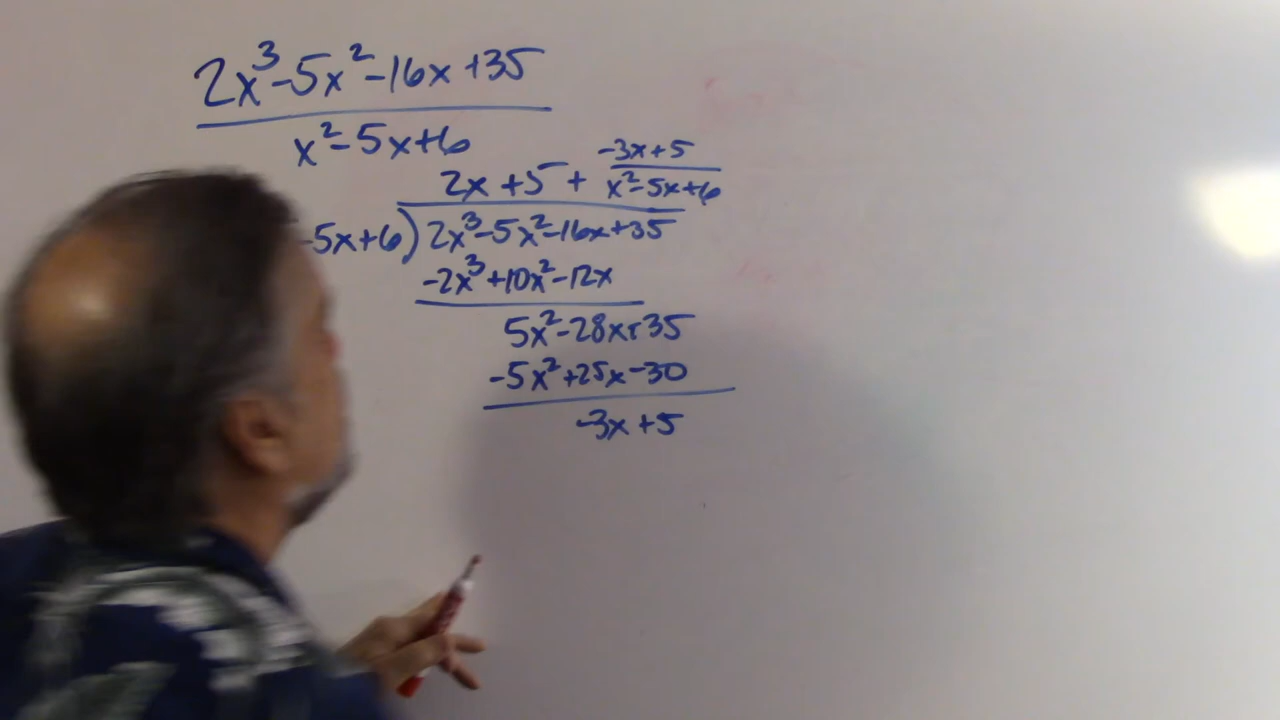 2x³-5x²-16x+35
x²-5x+6
-3x+5
2x+5+ x²-5x+6
-5x+6)2x³-5x²-16x+35
-2x³+10x²-12x
5x²-28x+35
-5x²+25x-30
-3x+5